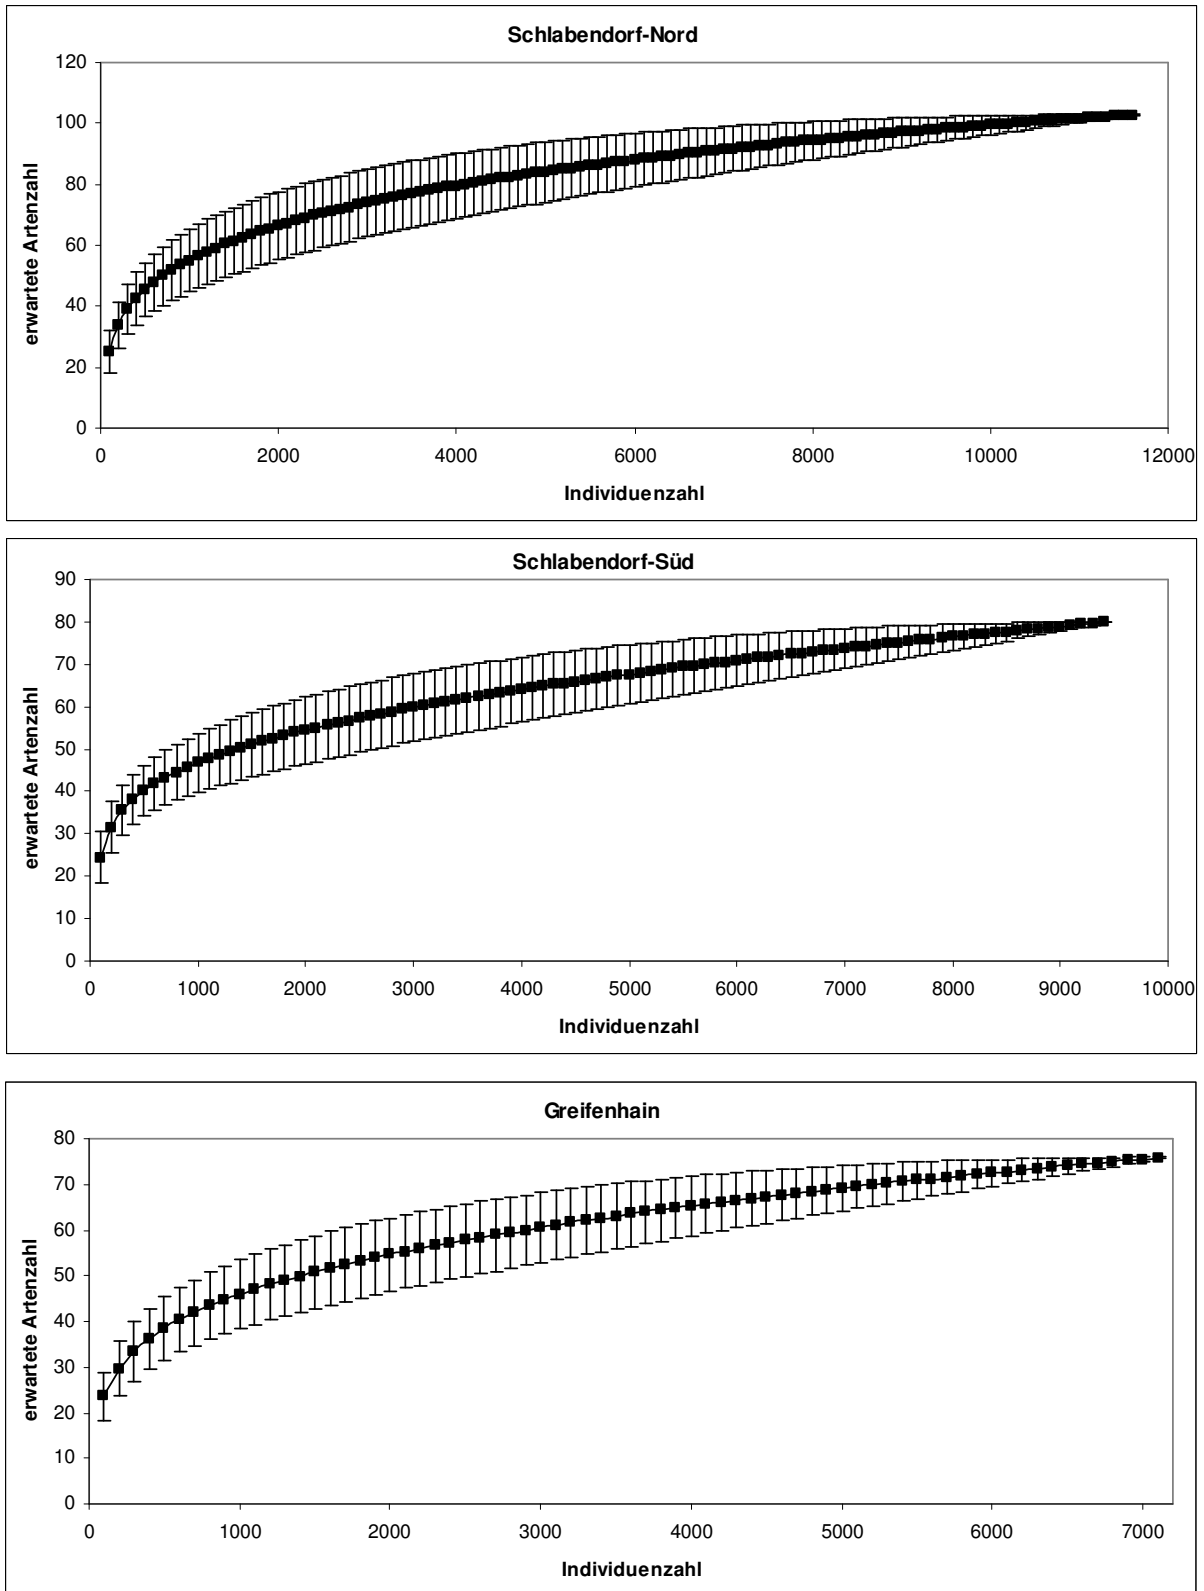 Schlabendorf-Nord
120
100
80
60
40
20
0
erwartete Artenzahl
0 2000 4000 6000 8000 10000 12000
Individuenzahl
Schlabendorf-Süd
90
80
70
60
50
40
30
20
10
0
erwartete Artenzahl
0 1000 2000 3000 4000 5000 6000 7000 8000 9000 10000
Individuenzahl
Greifenhain
80
70
60
50
40
30
20
10
0
erwartete Artenzahl
0 1000 2000 3000 4000 5000 6000 7000
Individuenzahl